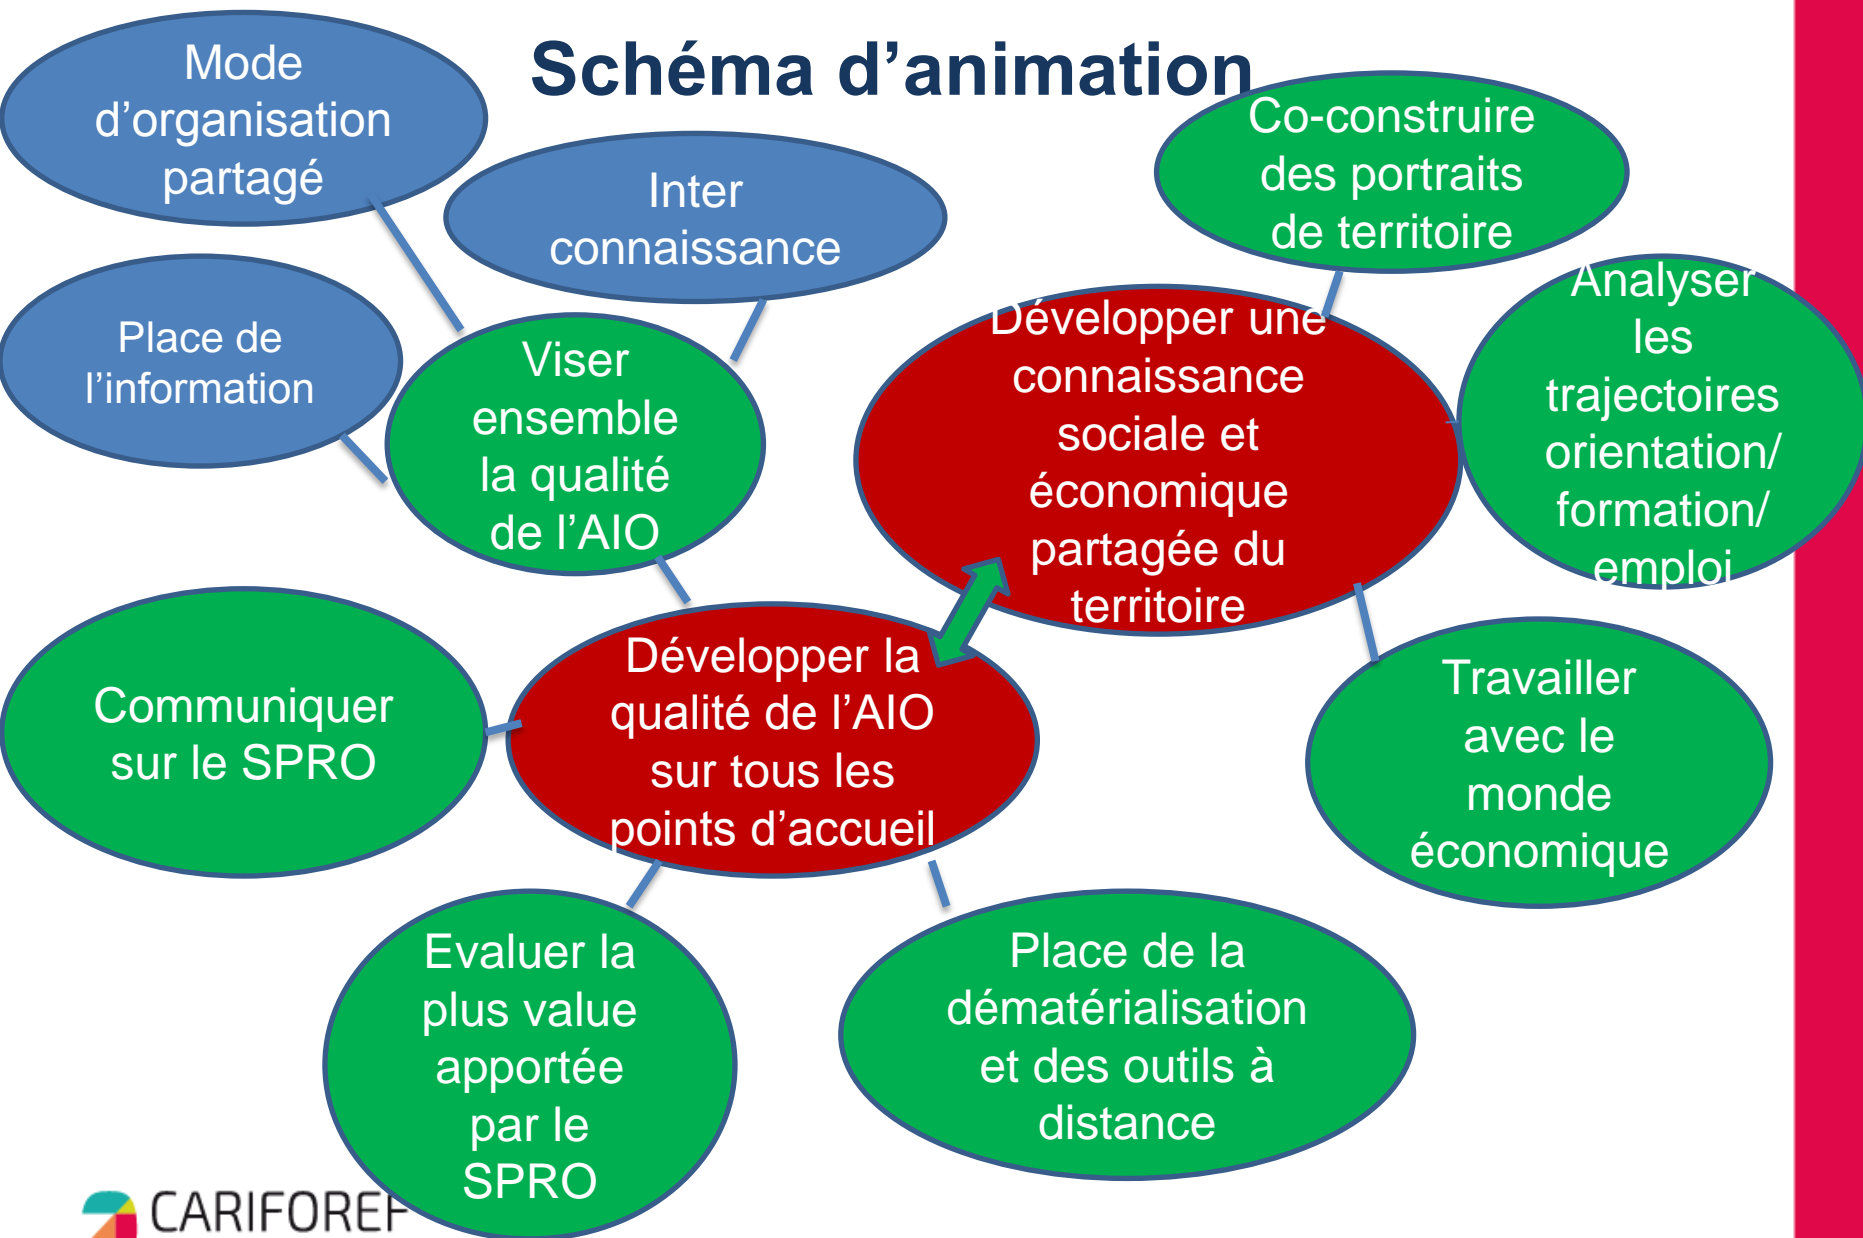 Schéma d’animation
Mode
d’organisation
partagé
Inter
connaissance
Place de
l’information
Viser
ensemble
la qualité
de l’AIO
Co-construire
des portraits
de territoire
Développer une
connaissance
sociale et
économique
partagée du
territoire
Analyser
les
trajectoires
orientation/
formation/
emploi
Communiquer
sur le SPRO
Développer la
qualité de l’AIO
sur tous les
points d’accueil
Travailler
avec le
monde
économique
Evaluer la
plus value
apportée
par le
SPRO
Place de la
dématérialisation
et des outils à
distance
CARIFOREF